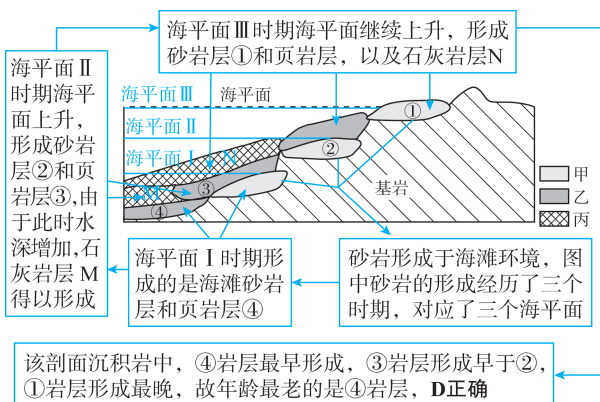 海平面Ⅲ时期海平面继续上升，形成
砂岩层①和页岩层，以及石灰岩层N
海平面Ⅱ
时期海平
面上升，
形成砂岩
层②和页
岩层③,由
于此时水
深增加,石
灰岩层 M
得以形成
海平面Ⅲ
海平面
海平面Ⅱ
海平面Ⅰ
N
M
①
②
③
④
基岩
甲
乙
丙
海平面Ⅰ时期形
成的是海滩砂岩
层和页岩层④
砂岩形成于海滩环境，图
中砂岩的形成经历了三个
时期，对应了三个海平面
该剖面沉积岩中，④岩层最早形成，③岩层形成早于②，
①岩层形成最晚，故年龄最老的是④岩层，D正确